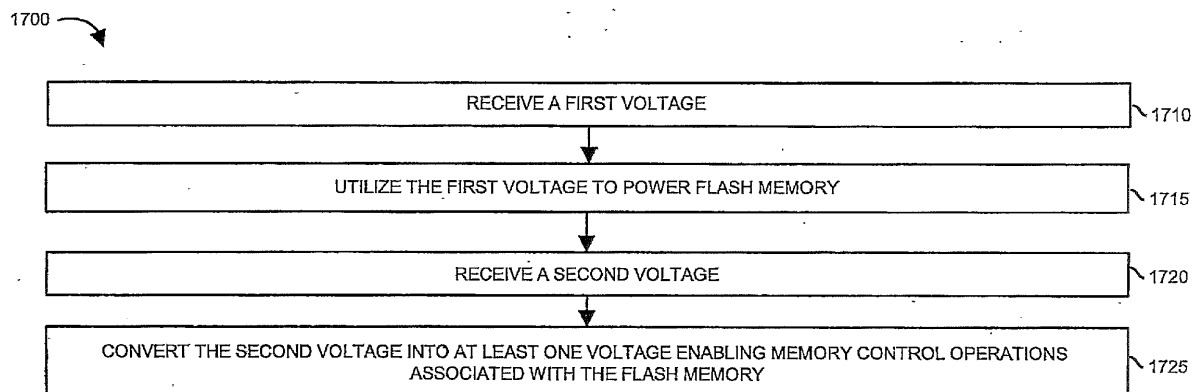 1700
RECEIVE A FIRST VOLTAGE
1710
UTILIZE THE FIRST VOLTAGE TO POWER FLASH MEMORY
1715
RECEIVE A SECOND VOLTAGE
1720
CONVERT THE SECOND VOLTAGE INTO AT LEAST ONE VOLTAGE ENABLING MEMORY CONTROL OPERATIONS
ASSOCIATED WITH THE FLASH MEMORY
1725